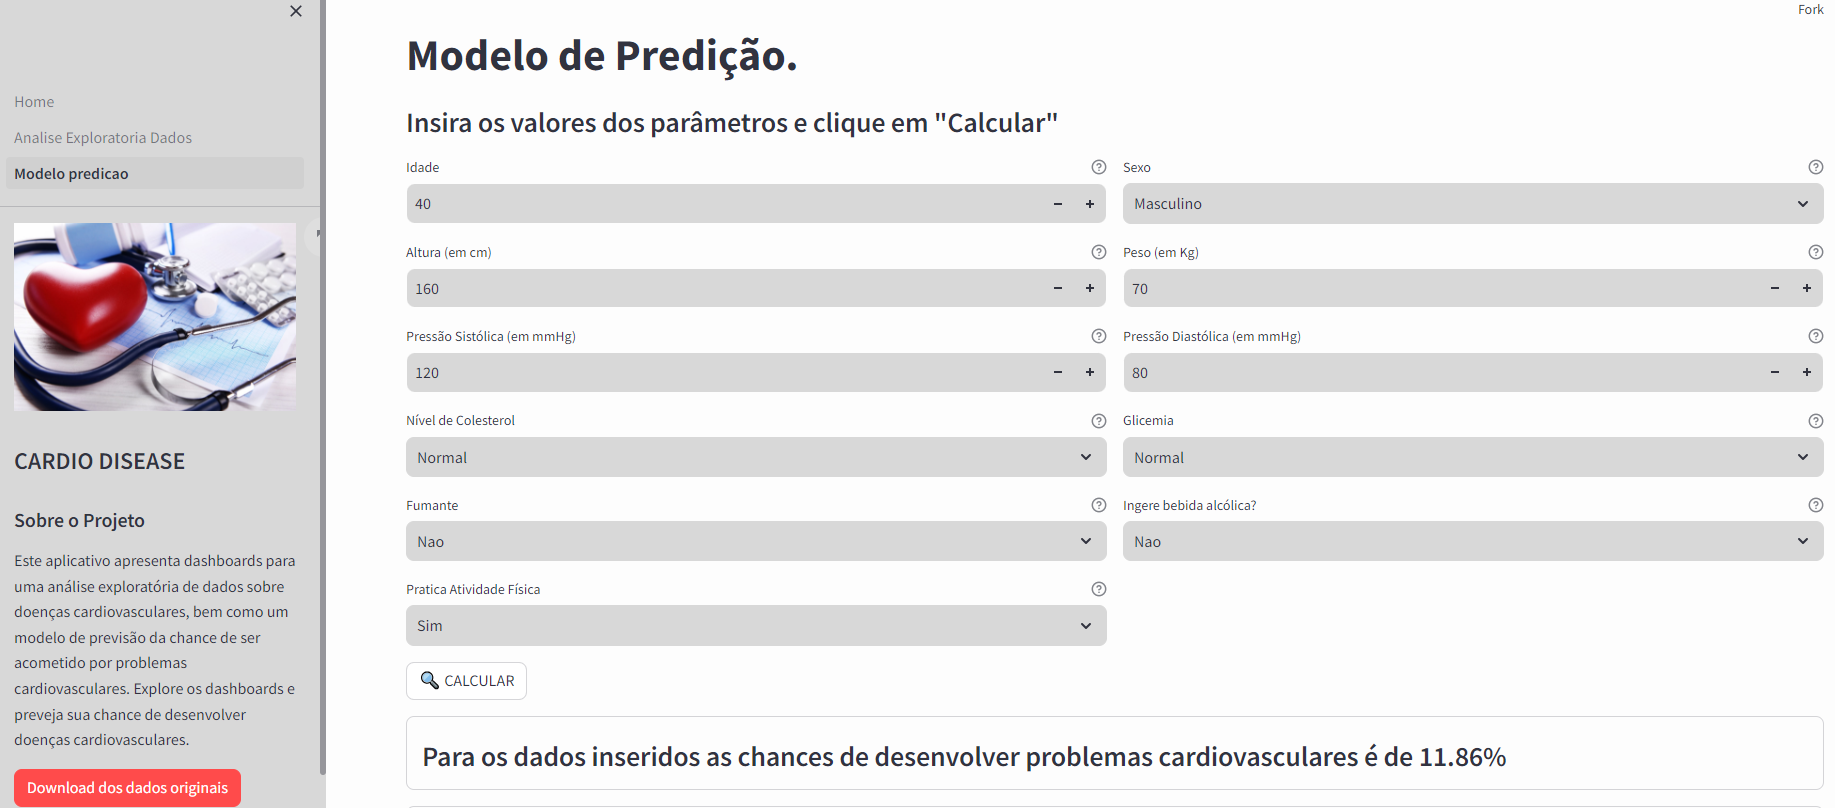 Home
Analise Exploratoria Dados
Modelo predicao
CARDIO DISEASE
Sobre o Projeto
Este aplicativo apresenta dashboards para
uma análise exploratória de dados sobre
doenças cardiovasculares, bem como um
modelo de previsão da chance de ser
acometido por problemas
cardiovasculares. Explore os dashboards e
preveja sua chance de desenvolver
doenças cardiovasculares.
Download dos dados originais
Fork
Modelo de Predição.
Insira os valores dos parâmetros e clique em "Calcular"
Idade
40
Sexo
Masculino
Altura (em cm)
160
Peso (em Kg)
70
Pressão Sistólica (em mmHg)
120
Pressão Diastólica (em mmHg)
80
Nível de Colesterol
Normal
Glicemia
Normal
Fumante
Nao
Ingere bebida alcólica?
Nao
Pratica Atividade Física
Sim
CALCULAR
Para os dados inseridos as chances de desenvolver problemas cardiovasculares é de 11.86%